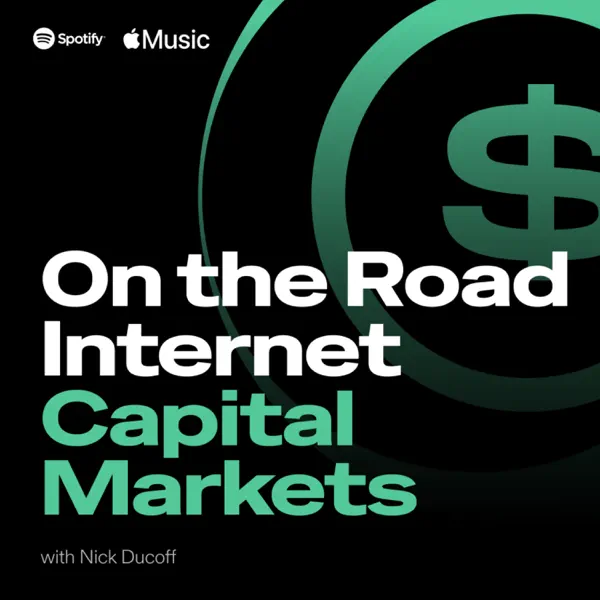 Spotify
Music
On the Road
Internet
Capital
Markets
with Nick Ducoff
$